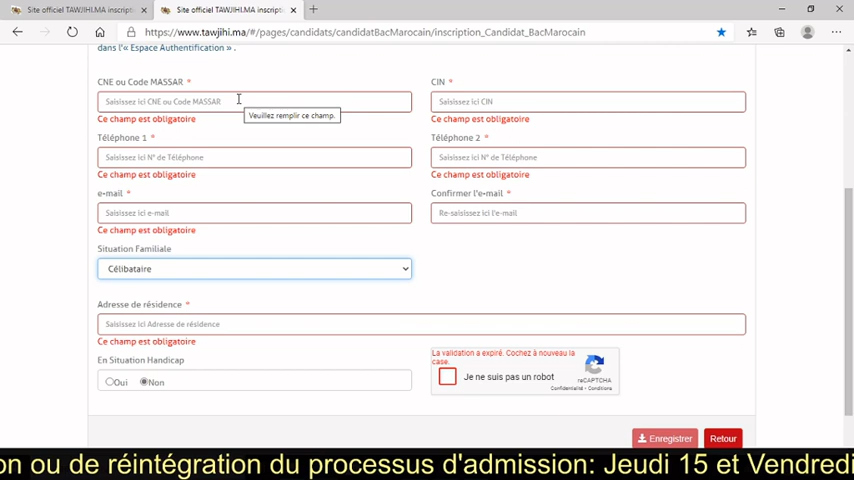 Site officiel TAWJIHI.MA inscript
Site officiel TAWJIHI.MA inscript
https://www.tawjihi.ma/#/pages/candidats/candidatBacMarocain/inscription_Candidat_BacMarocain
dans l'« Espace Authentification » .
CNE ou Code MASSAR *
CIN *
Saisissez ici CNE ou Code MASSAR
Saisissez ici CIN
Veuillez remplir ce champ.
Ce champ est obligatoire
Ce champ est obligatoire
Téléphone 1 *
Téléphone 2 *
Saisissez ici N° de Téléphone
Saisissez ici N° de Téléphone
Ce champ est obligatoire
Ce champ est obligatoire
e-mail *
Confirmer l'e-mail *
Saisissez ici e-mail
Re-saisissez ici l'e-mail
Ce champ est obligatoire
Situation Familiale
Célibataire
Adresse de résidence *
Saisissez ici Adresse de résidence
Ce champ est obligatoire
En Situation Handicap
La validation a expiré. Cochez à nouveau la
case.
Je ne suis pas un robot
reCAPTCHA
Confidentialité - Conditions
Oui Non
Enregistrer
Retour
on ou de réintégration du processus d'admission: Jeudi 15 et Vendredi